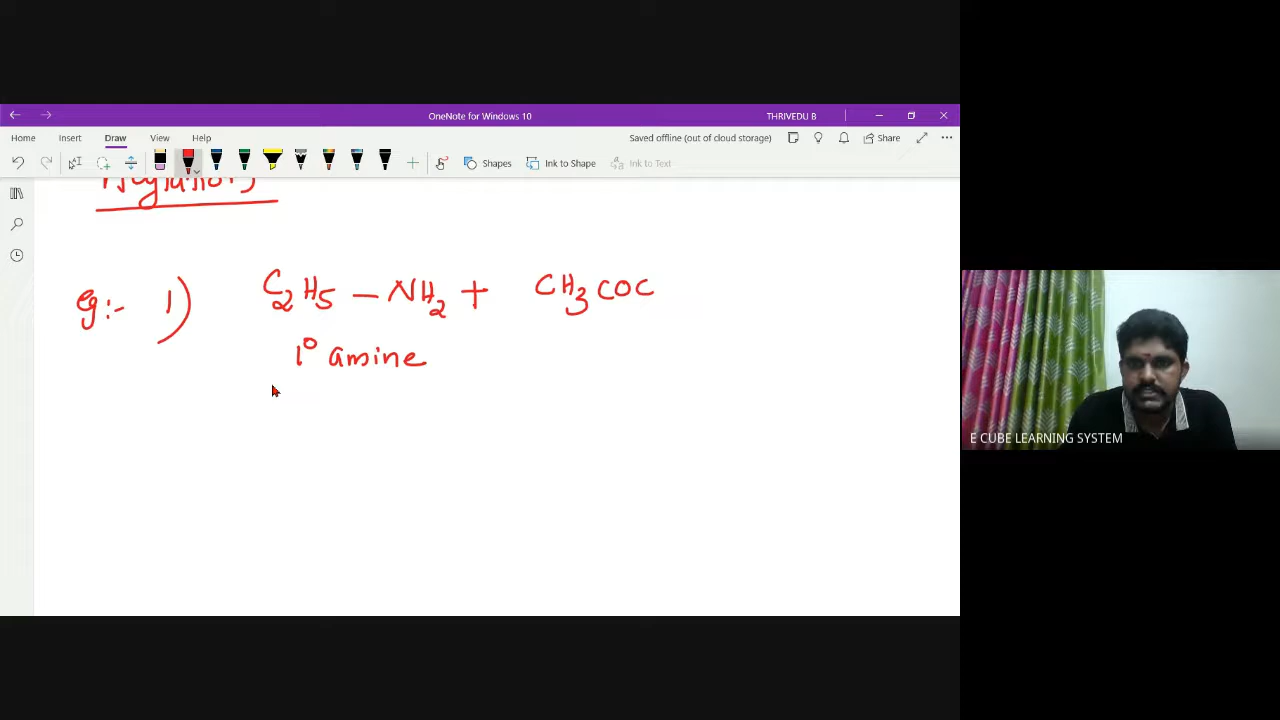 OneNote for Windows 10
THRIVEDU B
Home Insert Draw View Help
Saved offline (out of cloud storage)
Share
Shapes
Ink to Shape
Ink to Text
eg:- 1) C2H5 – NH2 + CH3COC
1° amine
E CUBE LEARNING SYSTEM